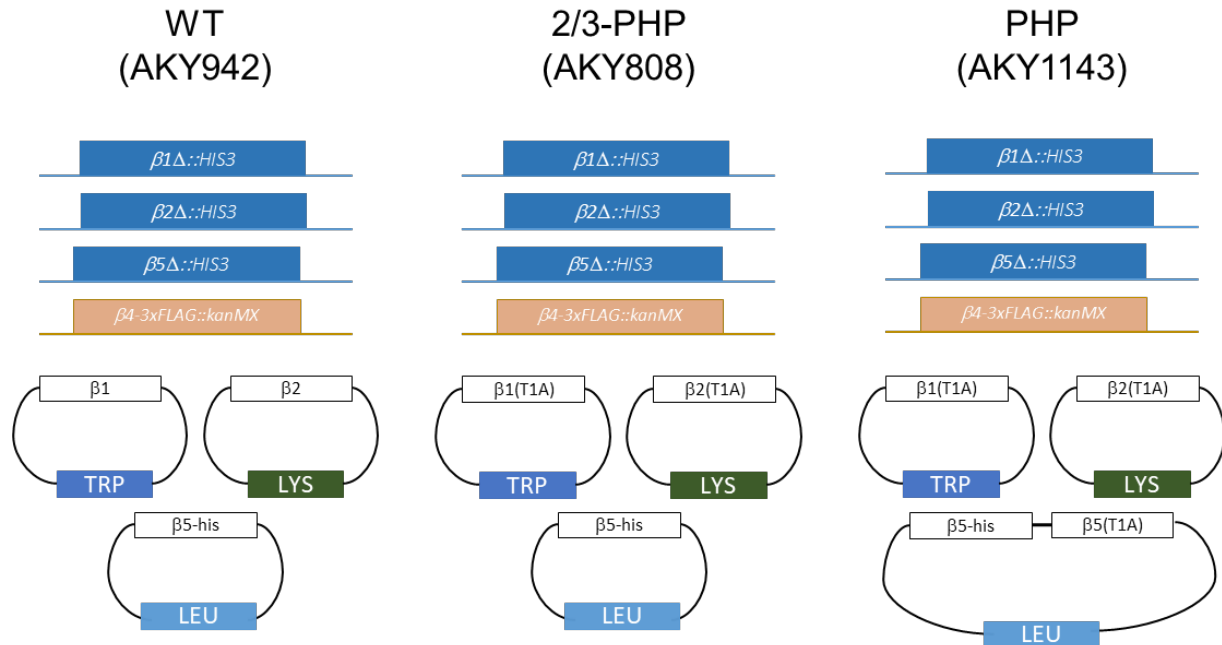 WT
(AKY942)
2/3-PHP
(AKY808)
PHP
(AKY1143)
β1Δ::HIS3
β1Δ::HIS3
β1Δ::HIS3
β2Δ::HIS3
β2Δ::HIS3
β2Δ::HIS3
β5Δ::HIS3
β5Δ::HIS3
β5Δ::HIS3
β4-3xFLAG::kanMX
β4-3xFLAG::kanMX
β4-3xFLAG::kanMX
β1
β2
β1(T1A)
β2(T1A)
β1(T1A)
β2(T1A)
TRP
LYS
TRP
LYS
TRP
LYS
β5-his
β5-his
β5-his
β5(T1A)
LEU
LEU
LEU